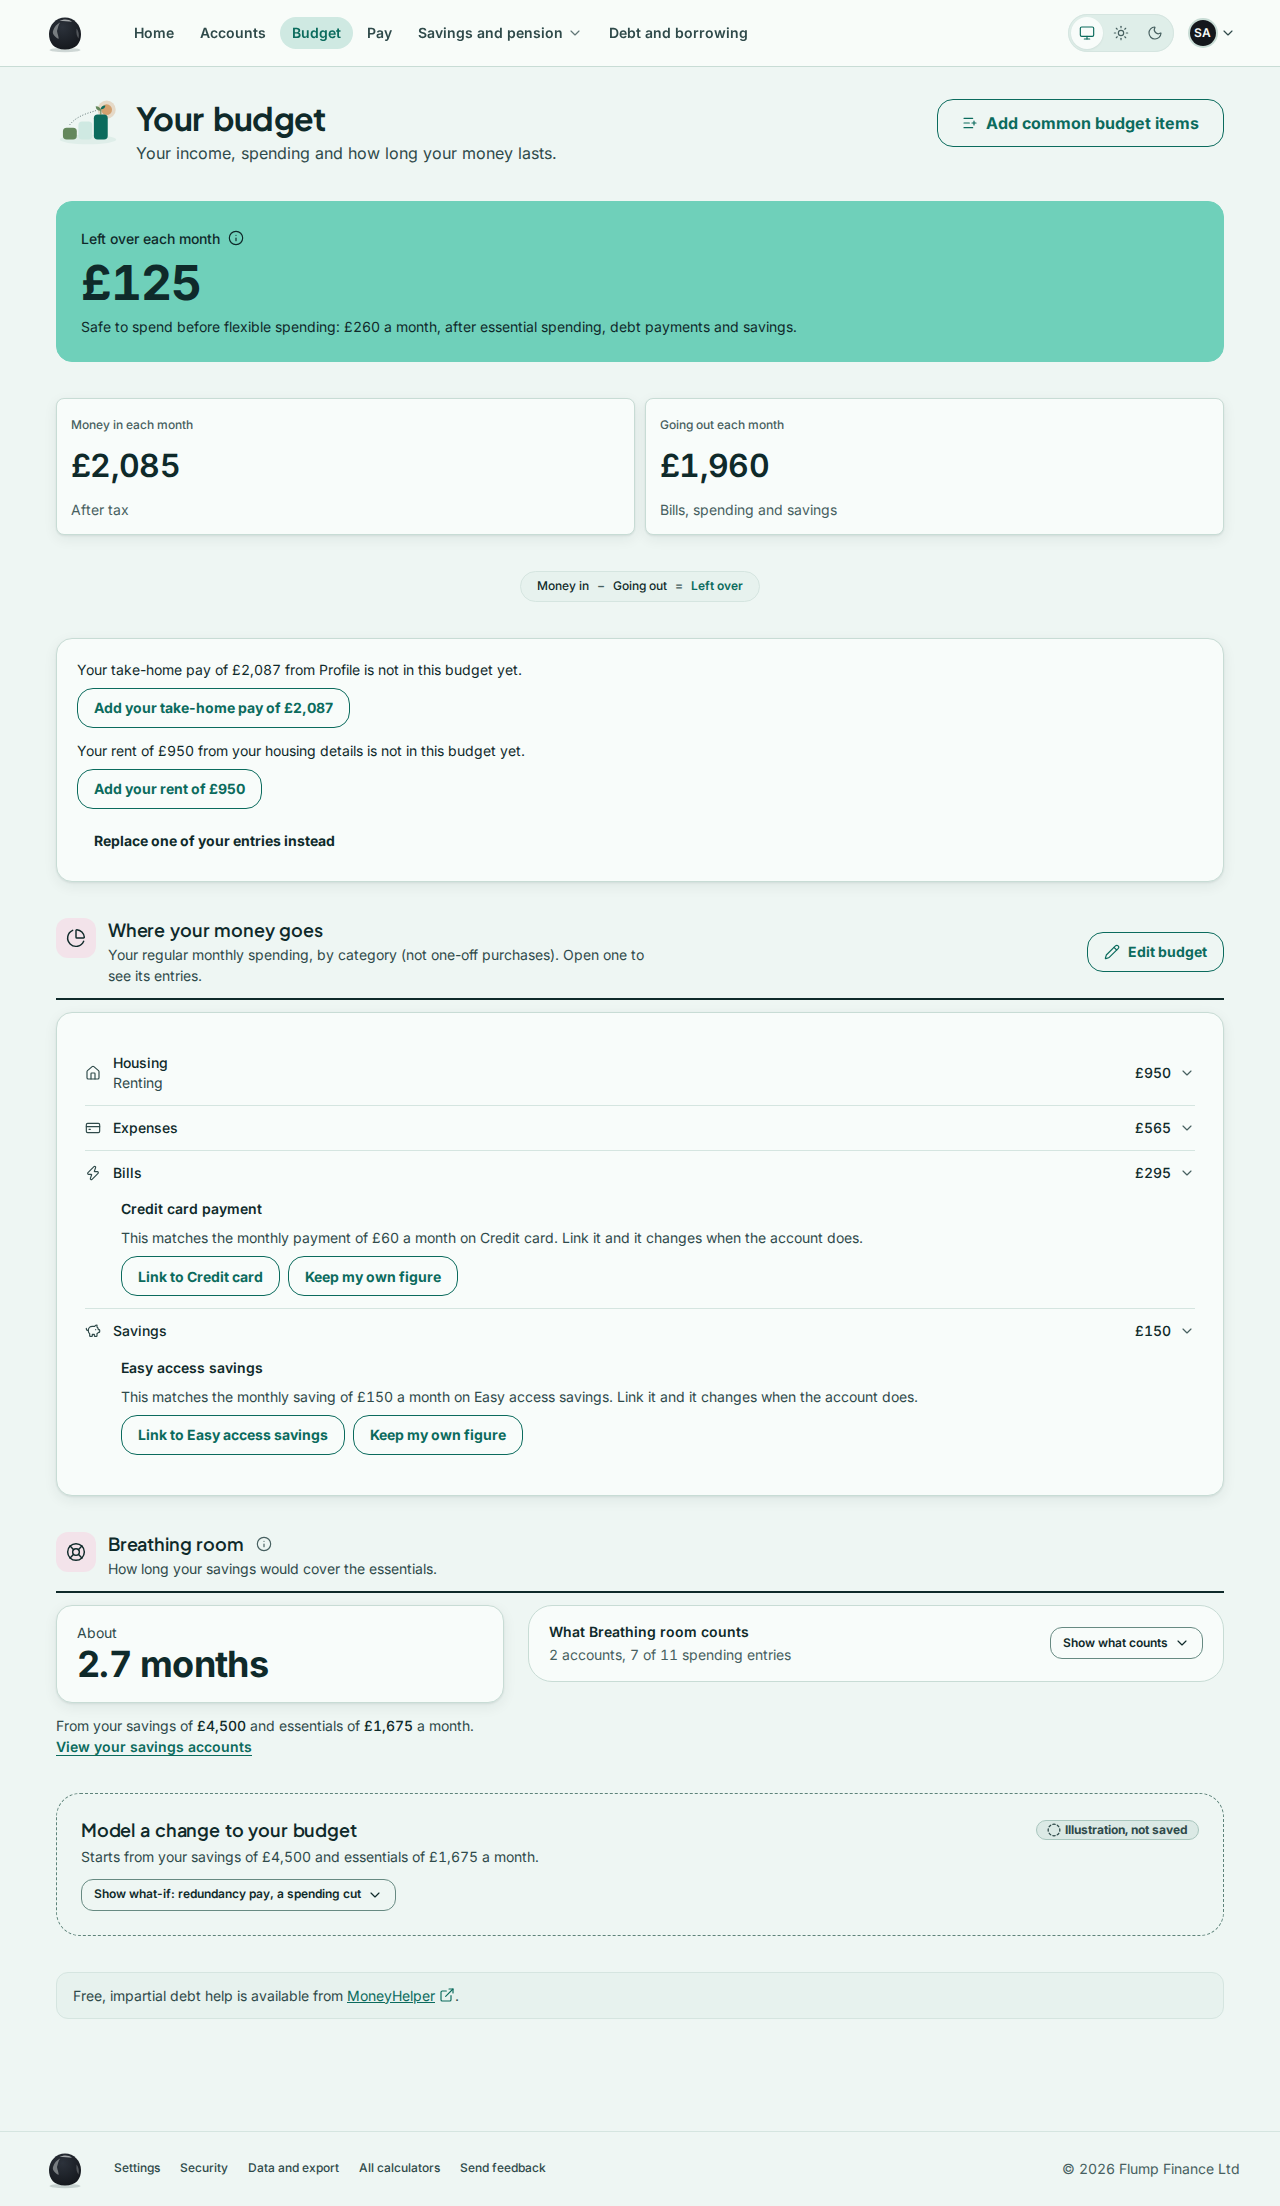 Home Accounts Budget Pay Savings and pension Debt and borrowing SA
Your budget
Your income, spending and how long your money lasts.
Add common budget items
Left over each month
£125
Safe to spend before flexible spending: £260 a month, after essential spending, debt payments and savings.
Money in each month
£2,085
After tax
Going out each month
£1,960
Bills, spending and savings
Money in − Going out = Left over
Your take-home pay of £2,087 from Profile is not in this budget yet.
Add your take-home pay of £2,087
Your rent of £950 from your housing details is not in this budget yet.
Add your rent of £950
Replace one of your entries instead
Where your money goes
Your regular monthly spending, by category (not one-off purchases). Open one to
see its entries.
Edit budget
Housing
Renting
£950
Expenses £565
Bills £295
Credit card payment
This matches the monthly payment of £60 a month on Credit card. Link it and it changes when the account does.
Link to Credit card Keep my own figure
Savings £150
Easy access savings
This matches the monthly saving of £150 a month on Easy access savings. Link it and it changes when the account does.
Link to Easy access savings Keep my own figure
Breathing room
How long your savings would cover the essentials.
About
2.7 months
What Breathing room counts
2 accounts, 7 of 11 spending entries
Show what counts
From your savings of £4,500 and essentials of £1,675 a month.
View your savings accounts
Model a change to your budget
Illustration, not saved
Starts from your savings of £4,500 and essentials of £1,675 a month.
Show what-if: redundancy pay, a spending cut
Free, impartial debt help is available from MoneyHelper .
Settings Security Data and export All calculators Send feedback © 2026 Flump Finance Ltd